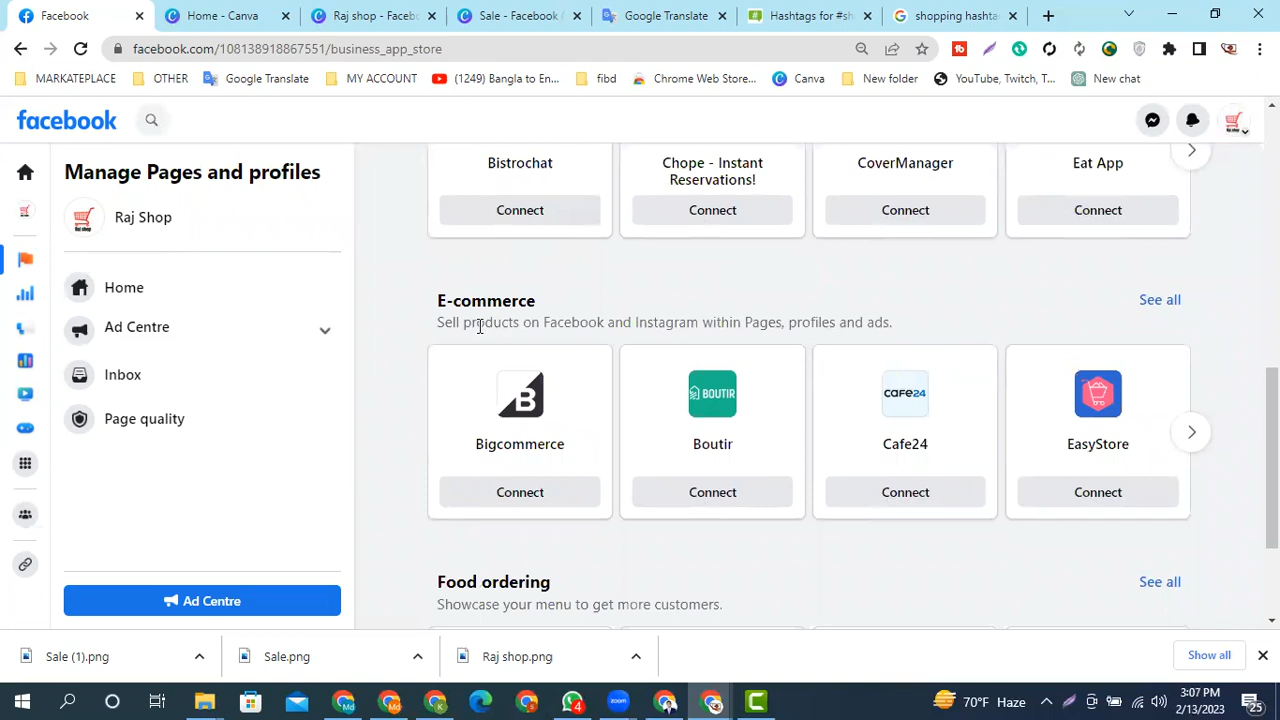 Facebook
Home - Canva
Raj shop - Faceb
Sale - Facebook
Google Translate
Hashtags for #sh
shopping hashta
facebook.com/108138918867551/business_app_store
MARKATEPLACE
OTHER
Google Translate
MY ACCOUNT
(1249) Bangla to En...
fibd
Chrome Web Store...
Canva
New folder
YouTube, Twitch, T...
New chat
facebook
Manage Pages and profiles
Raj Shop
Home
Ad Centre
Inbox
Page quality
Ad Centre
Bistrochat
Chope - Instant
Reservations!
CoverManager
Eat App
Connect
Connect
Connect
Connect
E-commerce
See all
Sell products on Facebook and Instagram within Pages, profiles and ads.
B
BOUTIR
CAFE24
Bigcommerce
Boutir
Cafe24
EasyStore
Connect
Connect
Connect
Connect
Food ordering
See all
Showcase your menu to get more customers.
Sale (1).png
Sale.png
Raj shop.png
Show all
Md
Md
K
zoom
4
C
70°F Haze
3:07 PM
2/13/2023
25